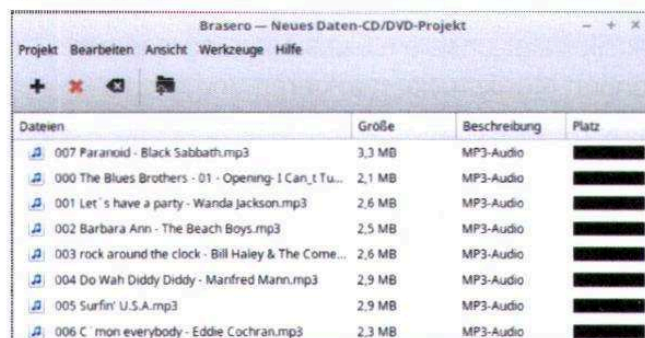 Brasero — Neues Daten-CD/DVD-Projekt
Projekt Bearbeiten Ansicht Werkzeuge Hilfe
Dateien Größe Beschreibung Platz
007 Paranoid - Black Sabbath.mp3 3,3 MB MP3-Audio
000 The Blues Brothers - 01 - Opening- I Can_t Tu... 2,1 MB MP3-Audio
001 Let`s have a party - Wanda Jackson.mp3 2,6 MB MP3-Audio
002 Barbara Ann - The Beach Boys.mp3 2,5 MB MP3-Audio
003 rock around the clock - Bill Haley & The Come... 2,6 MB MP3-Audio
004 Do Wah Diddy Diddy - Manfred Mann.mp3 2,9 MB MP3-Audio
005 Surfin' U.S.A.mp3 2,9 MB MP3-Audio
006 C`mon everybody - Eddie Cochran.mp3 2,3 MB MP3-Audio